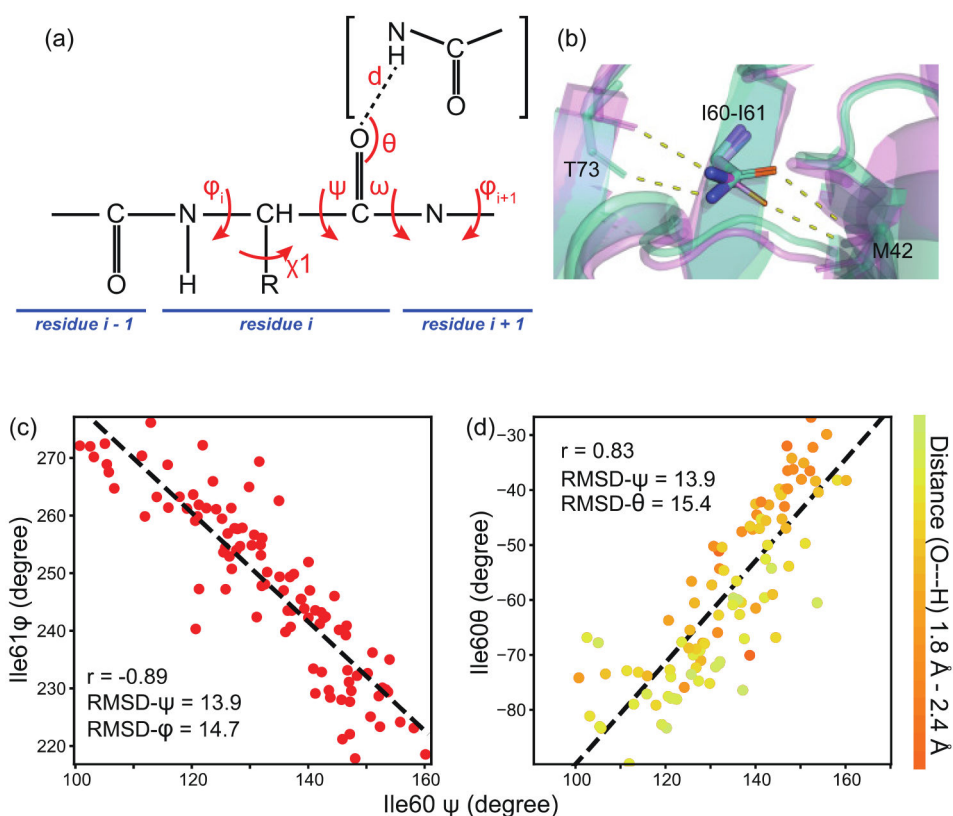 (a)
N
H
C
O
d
O
θ
φi
ψ
ω
φi+1
C
N
CH
C
N
χ1
O
H
R
residue i - 1
residue i
residue i + 1
(b)
I60-I61
T73
M42
(c)
270
260
250
240
230
220
Ile61φ (degree)
r = -0.89
RMSD-ψ = 13.9
RMSD-φ = 14.7
100
120
140
160
Ile60 ψ (degree)
(d)
r = 0.83
RMSD-ψ = 13.9
RMSD-θ = 15.4
-30
-40
-50
-60
-70
-80
Ile60θ (degree)
100
120
140
160
Distance (O---H) 1.8 Å - 2.4 Å